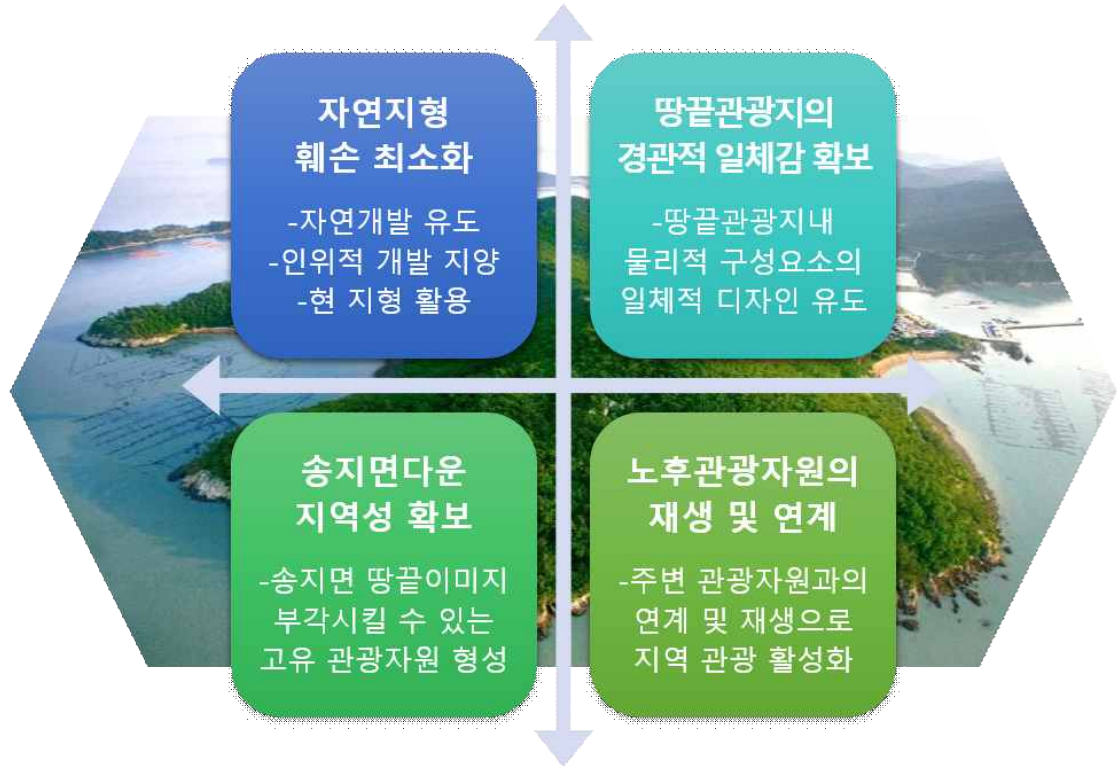 자연지형
훼손 최소화
-자연개발 유도
-인위적 개발 지양
-현 지형 활용
땅끝관광지의
경관적 일체감 확보
-땅끝관광지내
물리적 구성요소의
일체적 디자인 유도
송지면다운
지역성 확보
-송지면 땅끝이미지
부각시킬 수 있는
고유 관광자원 형성
노후관광자원의
재생 및 연계
-주변 관광자원과의
연계 및 재생으로
지역 관광 활성화